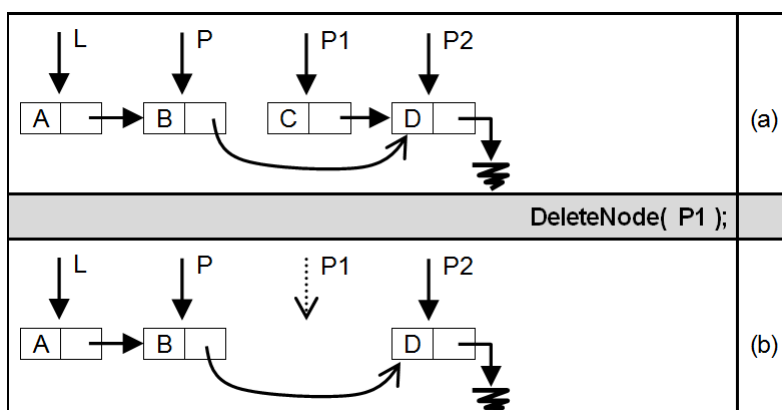 L P P1 P2
A B C D
(a)
DeleteNode( P1 );
L P P1 P2
A B D
(b)